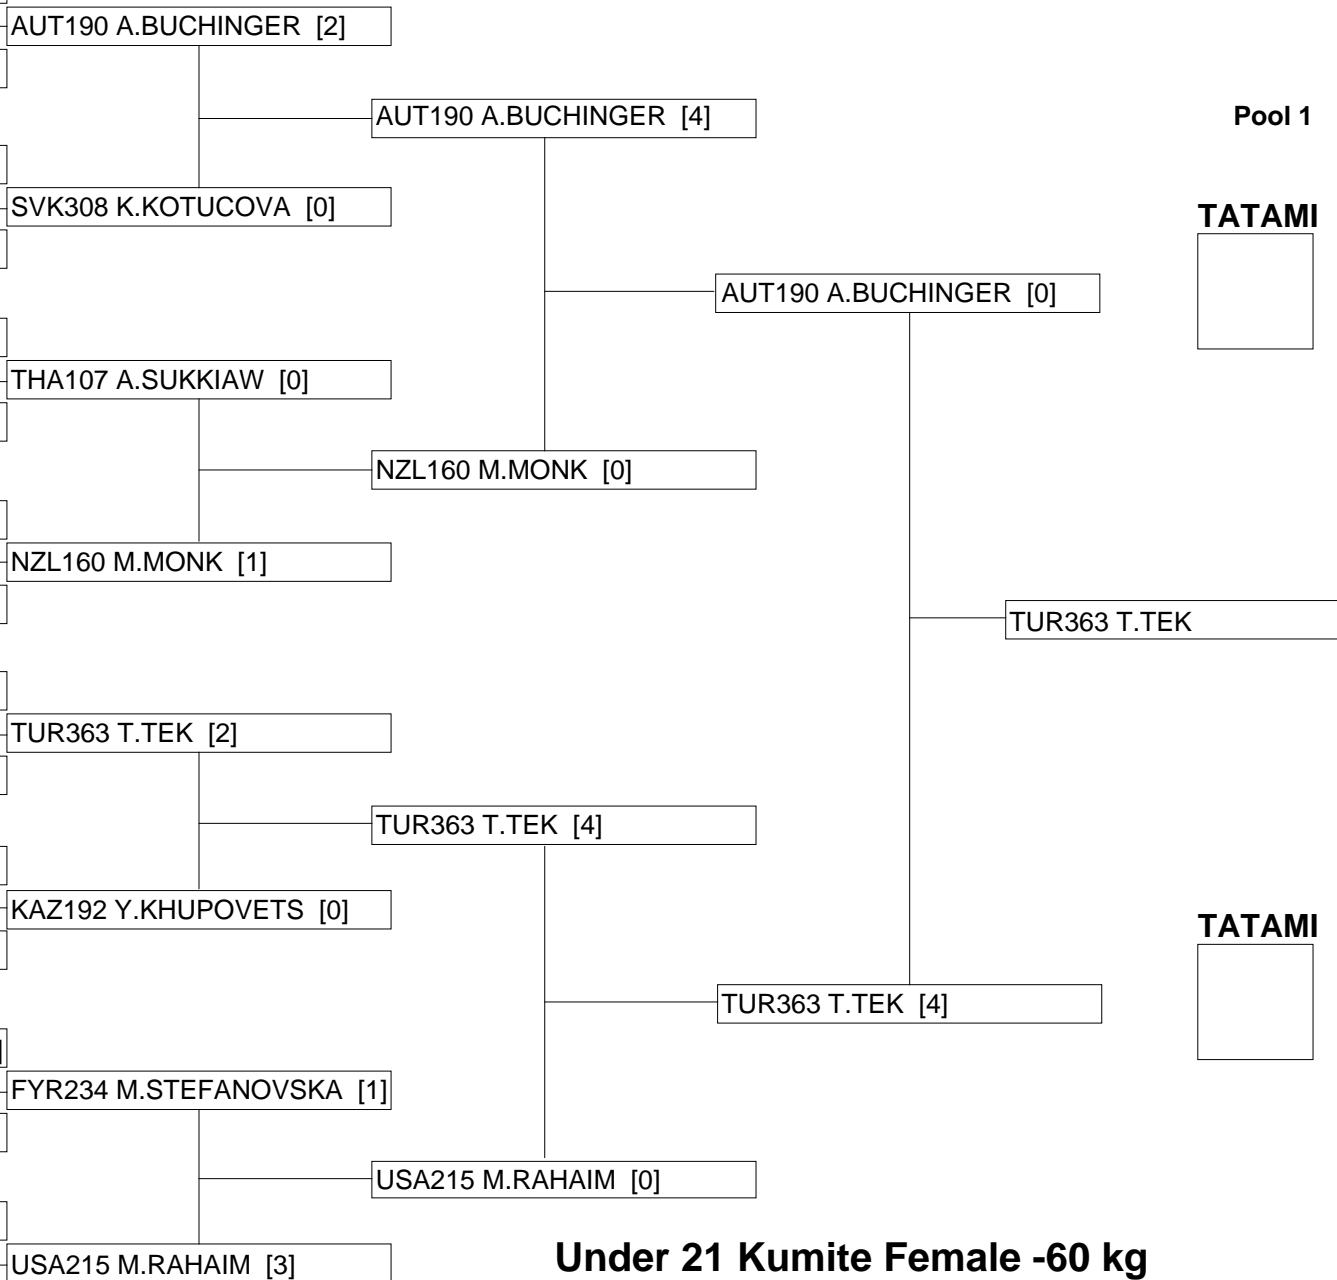 AUT190 A.BUCHINGER [2]
AUT190 A.BUCHINGER [4]
Pool 1
SVK308 K.KOTUCOVA [0]
TATAMI
AUT190 A.BUCHINGER [0]
THA107 A.SUKKIAW [0]
NZL160 M.MONK [0]
NZL160 M.MONK [1]
TUR363 T.TEK
TUR363 T.TEK [2]
TUR363 T.TEK [4]
KAZ192 Y.KHUPOVETS [0]
TATAMI
TUR363 T.TEK [4]
FYR234 M.STEFANOVSKA [1]
USA215 M.RAHAIM [0]
USA215 M.RAHAIM [3]
Under 21 Kumite Female -60 kg